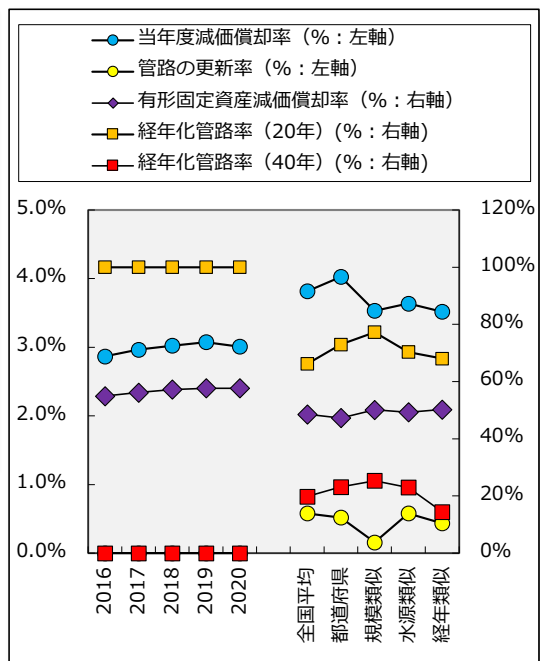 当年度減価償却率（%：左軸）
管路の更新率（%：左軸）
有形固定資産減価償却率（%：右軸）
経年化管路率（20年）(%：右軸)
経年化管路率（40年）(%：右軸)
5.0%
4.0%
3.0%
2.0%
1.0%
0.0%
120%
100%
80%
60%
40%
20%
0%
2016
2017
2018
2019
2020
全国平均
都道府県
規模類似
水源類似
経年類似